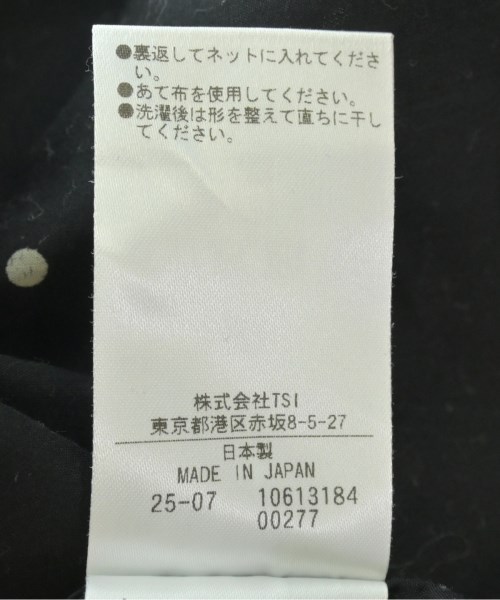 ●裏返してネットに入れてくださ
い。
●あて布を使用してください。
●洗濯後は形を整えて直ちに干し
てください。
株式会社TSI
東京都港区赤坂8-5-27
日本製
MADE IN JAPAN
25-07 10613184
00277